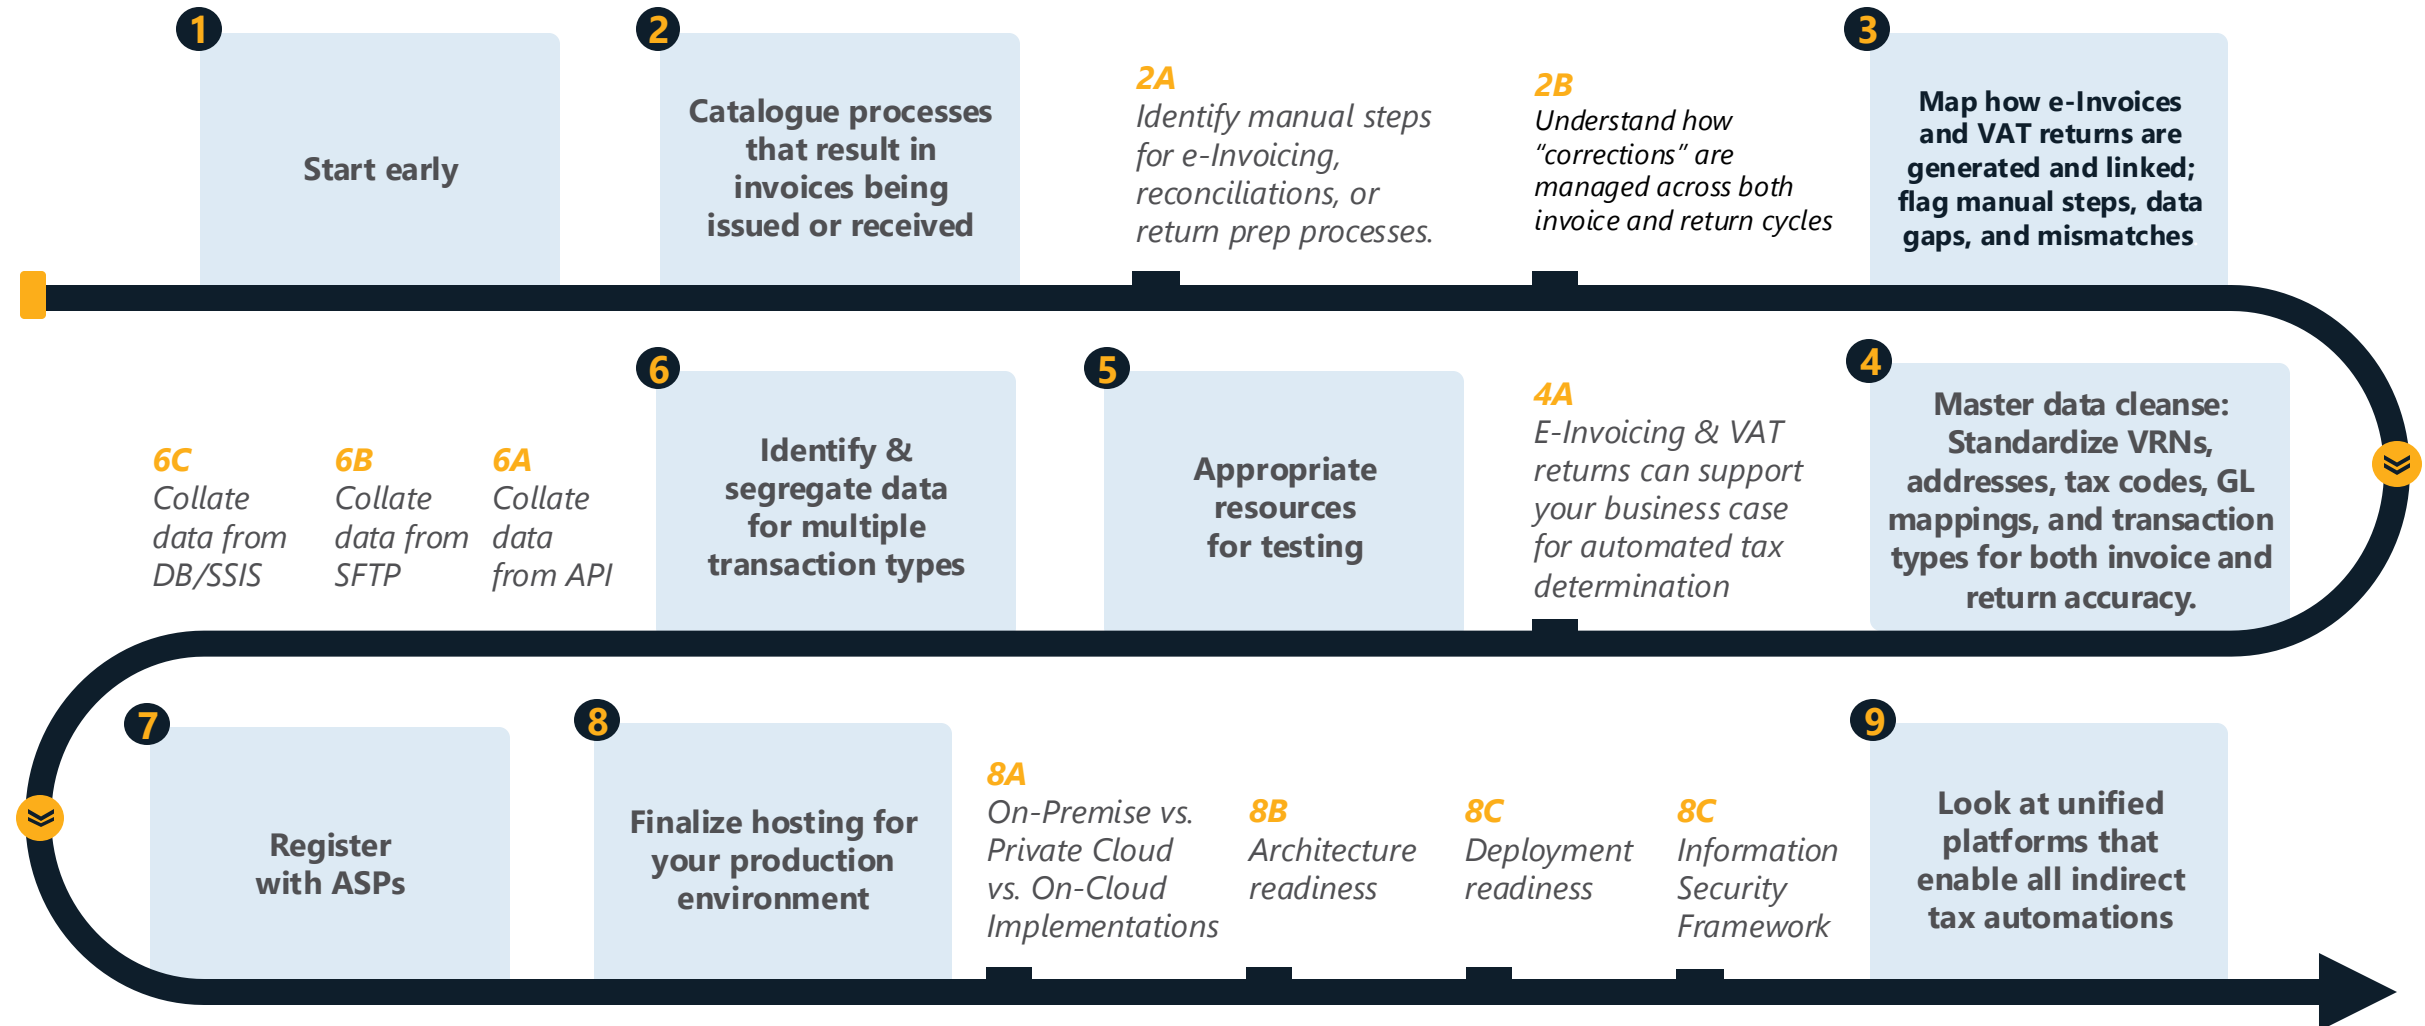 1
Start early
2
Catalogue processes
that result in
invoices being
issued or received
2A
Identify manual steps
for e-Invoicing,
reconciliations, or
return prep processes.
2B
Understand how
“corrections” are
managed across both
invoice and return cycles
3
Map how e-Invoices
and VAT returns are
generated and linked;
flag manual steps, data
gaps, and mismatches
4
Master data cleanse:
Standardize VRNs,
addresses, tax codes, GL
mappings, and transaction
types for both invoice and
return accuracy.
4A
E-Invoicing & VAT
returns can support
your business case
for automated tax
determination
5
Appropriate
resources
for testing
6
Identify &
segregate data
for multiple
transaction types
6A
Collate
data
from API
6B
Collate
data from
SFTP
6C
Collate
data from
DB/SSIS
7
Register
with ASPs
8
Finalize hosting for
your production
environment
8A
On-Premise vs.
Private Cloud
vs. On-Cloud
Implementations
8B
Architecture
readiness
8C
Deployment
readiness
8C
Information
Security
Framework
9
Look at unified
platforms that
enable all indirect
tax automations